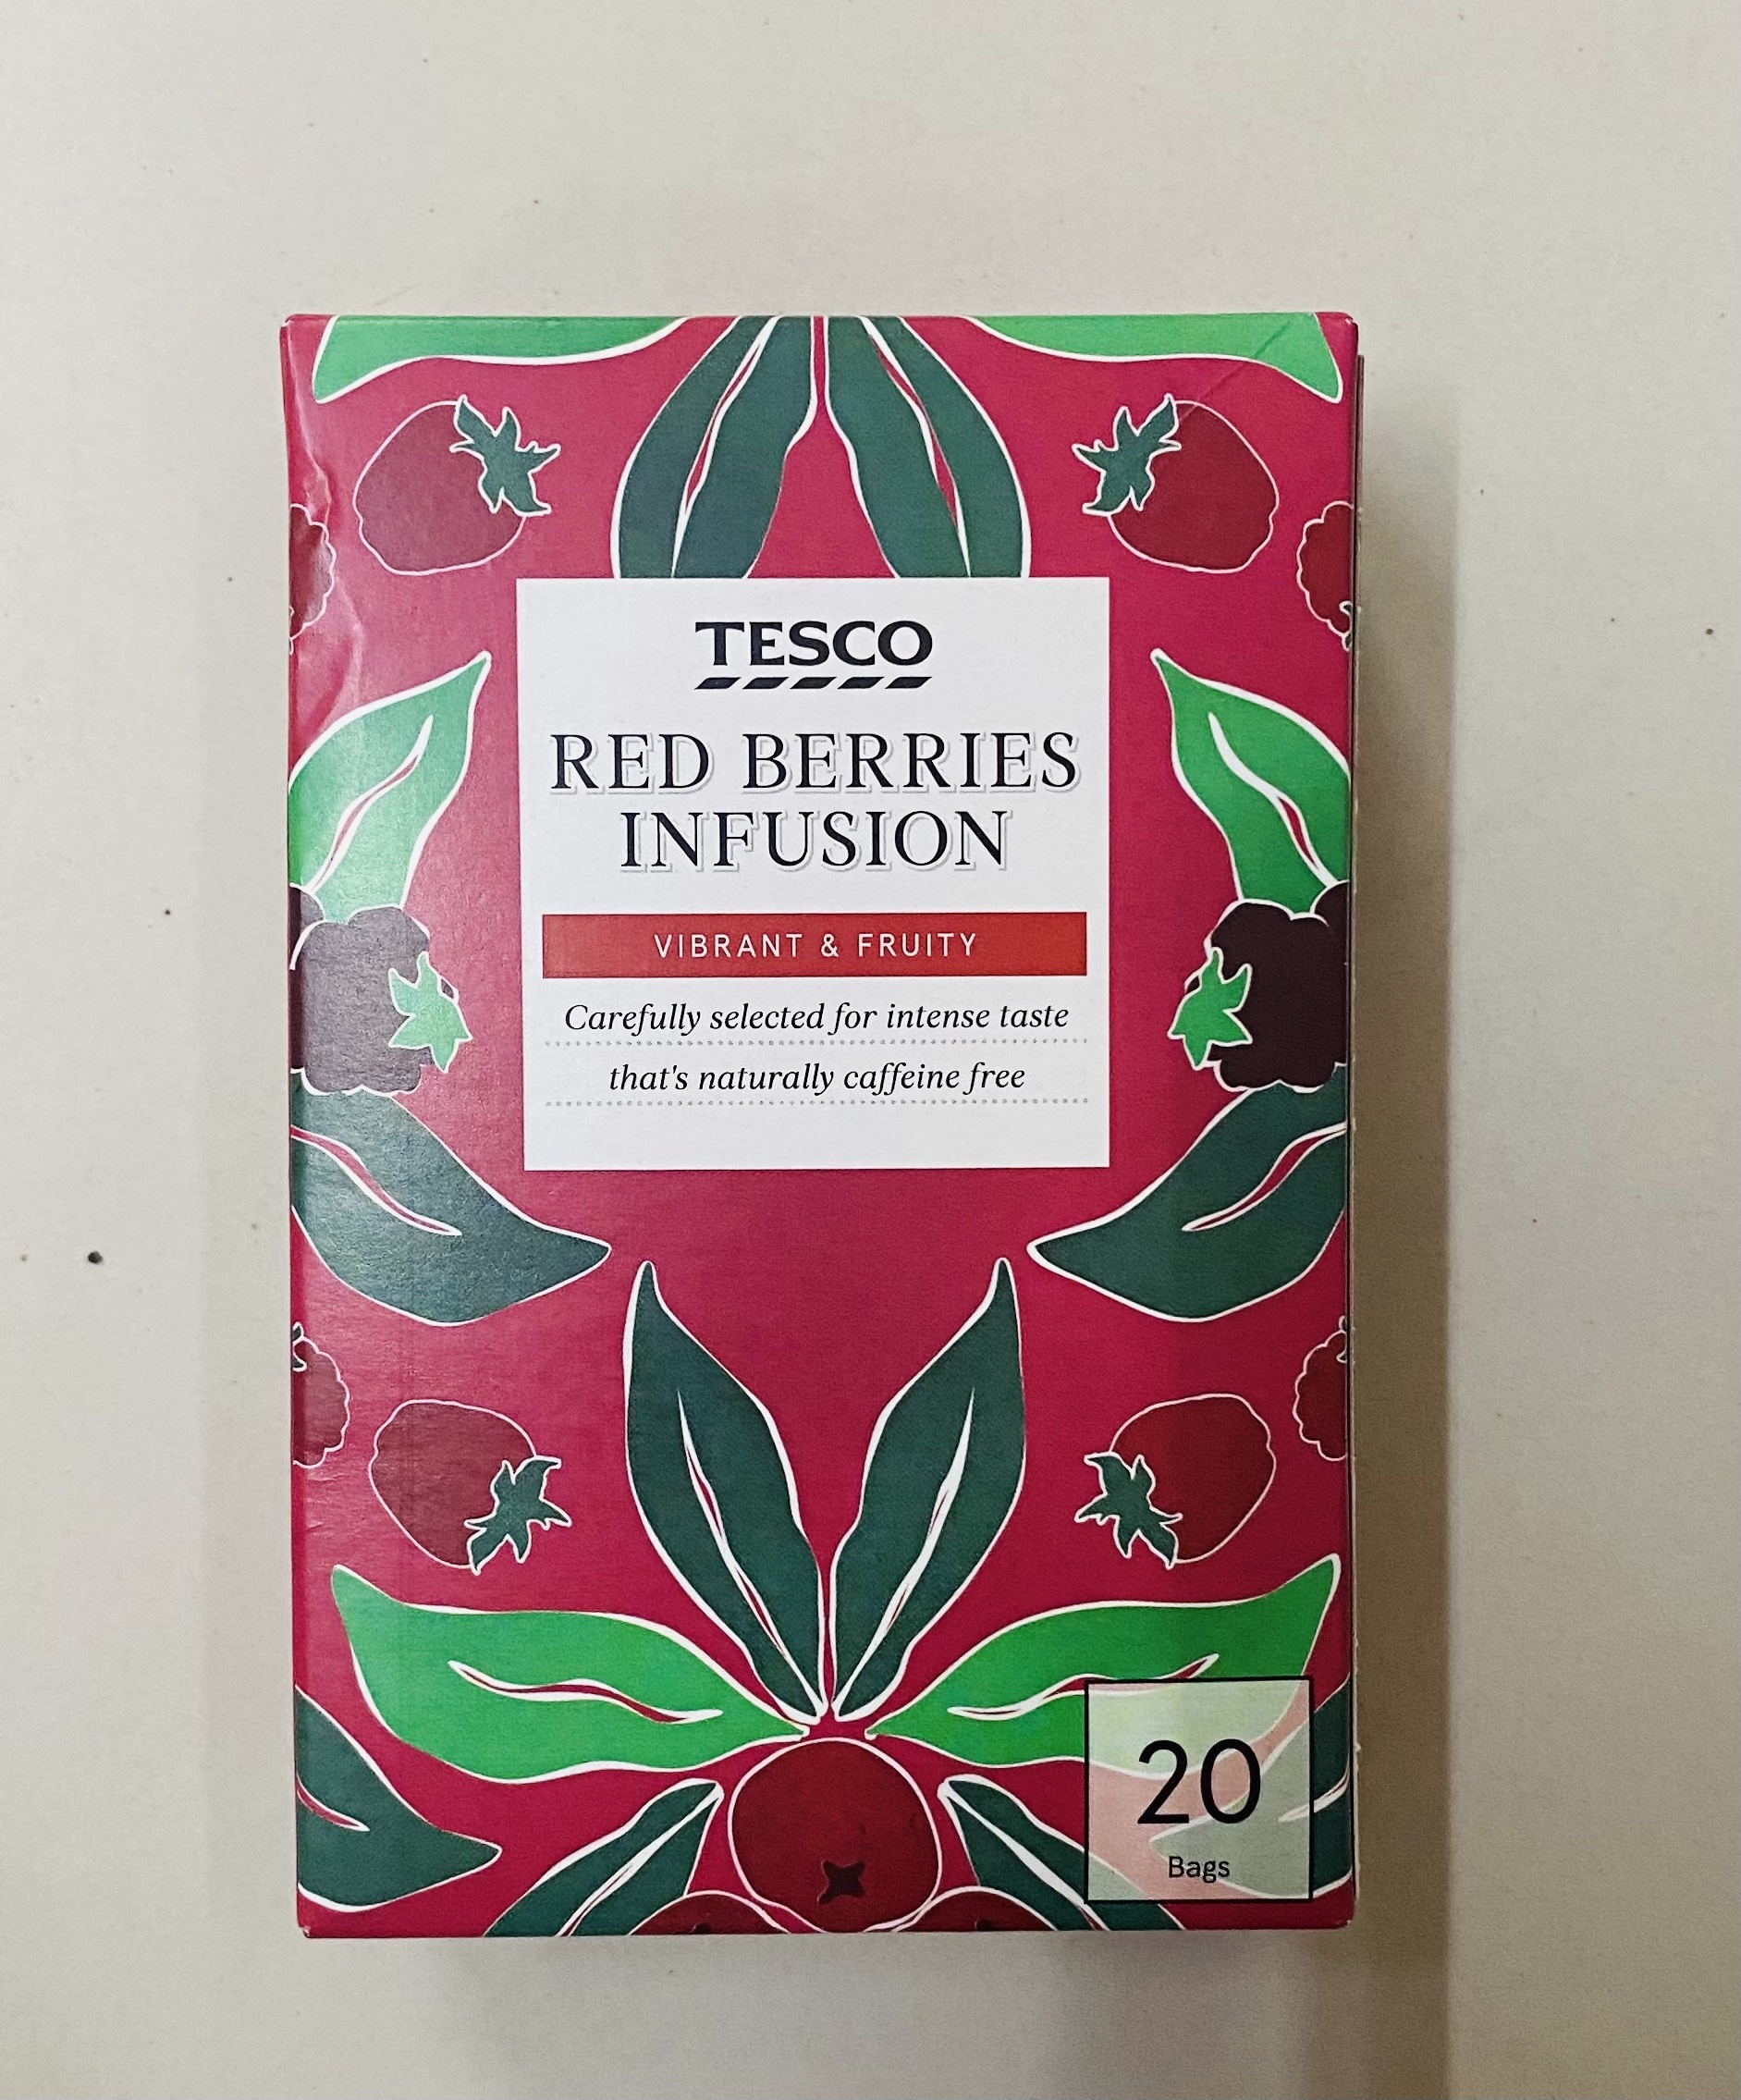 TESCO
RED BERRIES
INFUSION
VIBRANT & FRUITY
Carefully selected for intense taste
that's naturally caffeine free
20
Bags